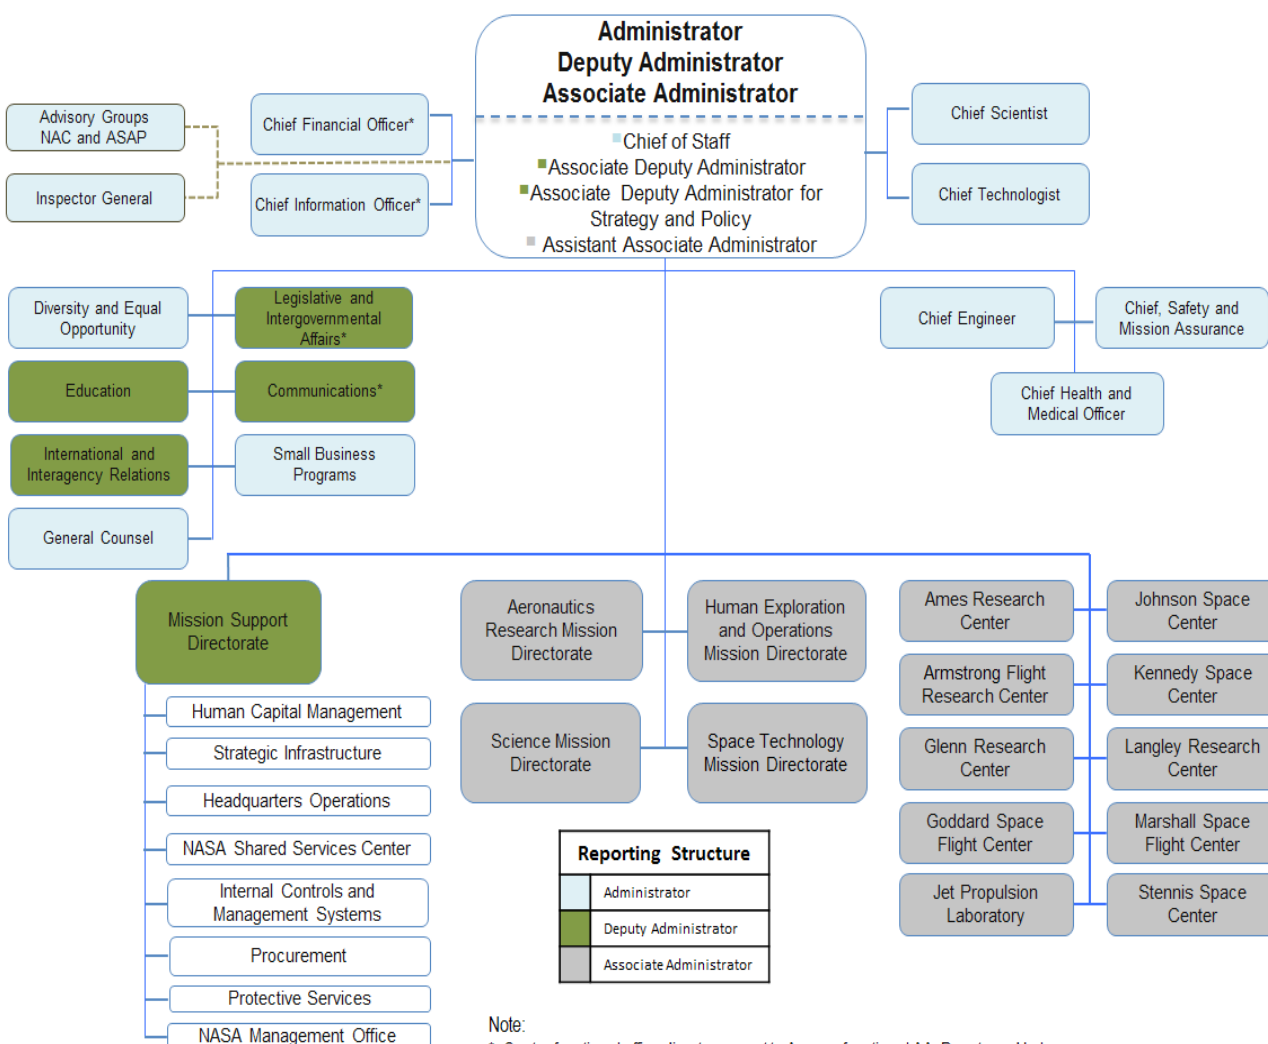 Administrator
Deputy Administrator
Associate Administrator
Chief of Staff
Associate Deputy Administrator
Associate Deputy Administrator for
Strategy and Policy
Assistant Associate Administrator
Advisory Groups
NAC and ASAP
Inspector General
Chief Financial Officer*
Chief Information Officer*
Chief Scientist
Chief Technologist
Diversity and Equal
Opportunity
Legislative and
Intergovernmental
Affairs*
Education
Communications*
International and
Interagency Relations
Small Business
Programs
General Counsel
Chief Engineer
Chief, Safety and
Mission Assurance
Chief Health and
Medical Officer
Mission Support
Directorate
Human Capital Management
Strategic Infrastructure
Headquarters Operations
NASA Shared Services Center
Internal Controls and
Management Systems
Procurement
Protective Services
NASA Management Office
Aeronautics
Research Mission
Directorate
Human Exploration
and Operations
Mission Directorate
Science Mission
Directorate
Space Technology
Mission Directorate
Ames Research
Center
Johnson Space
Center
Armstrong Flight
Research Center
Kennedy Space
Center
Glenn Research
Center
Langley Research
Center
Goddard Space
Flight Center
Marshall Space
Flight Center
Jet Propulsion
Laboratory
Stennis Space
Center
Reporting Structure
Administrator
Deputy Administrator
Associate Administrator
Note: